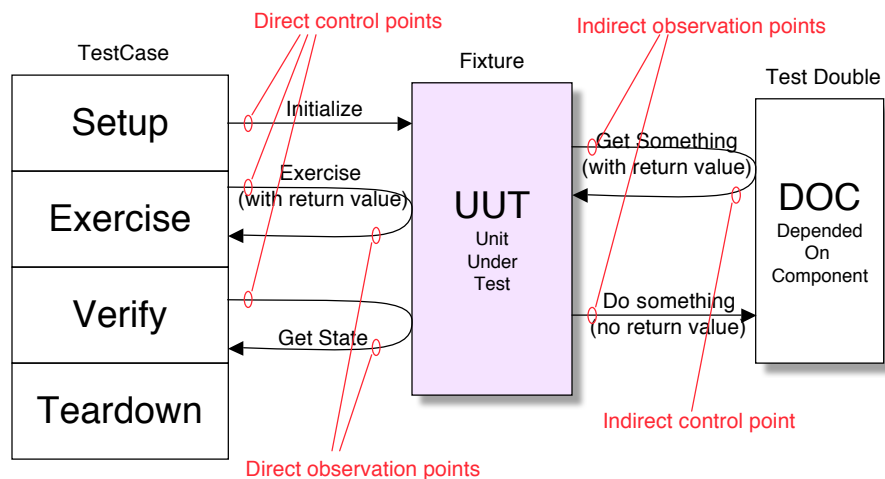 Direct control points
Indirect observation points
TestCase
Fixture
Test Double
Setup
Initialize
Get Something
(with return value)
Exercise
Exercise
(with return value)
UUT
Unit
Under
Test
DOC
Depended
On
Component
Verify
Get State
Do something
(no return value)
Teardown
Indirect control point
Direct observation points